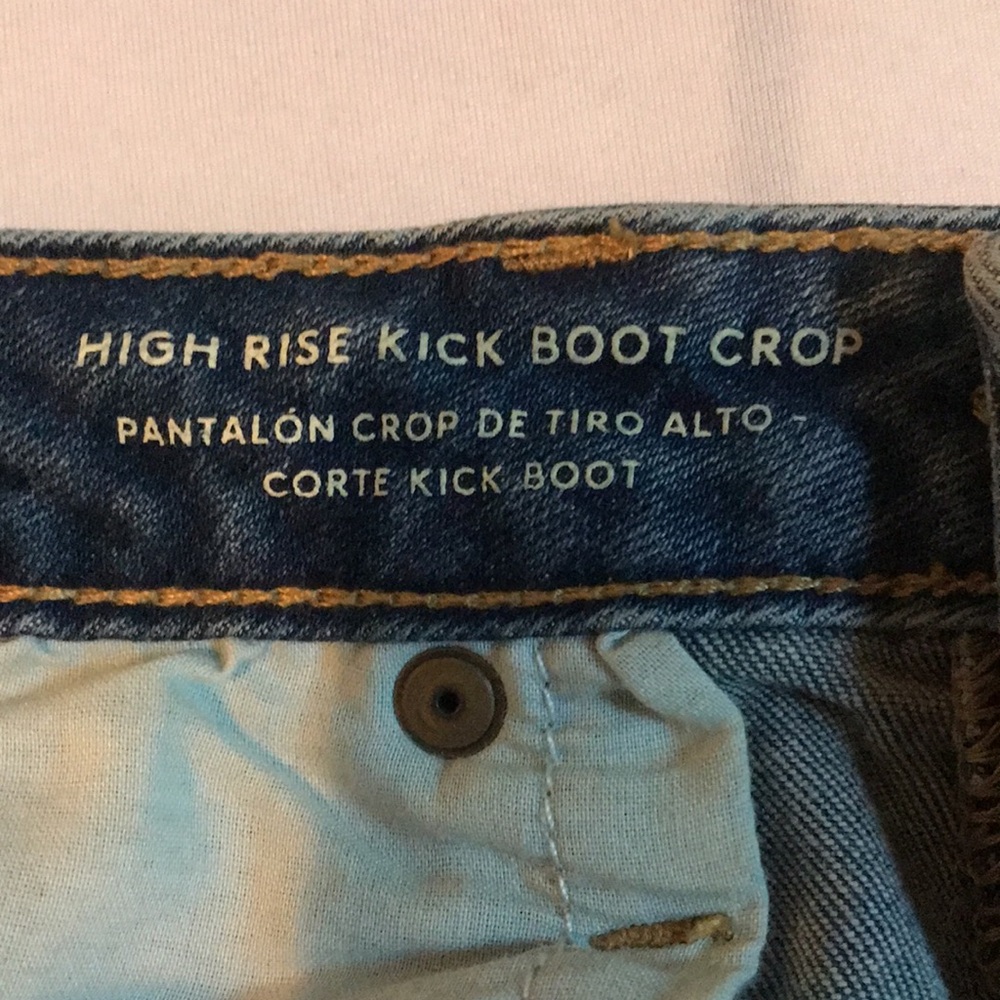 HIGH RISE KICK BOOT CROP
PANTALÓN CROP DE TIRO ALTO -
CORTE KICK BOOT